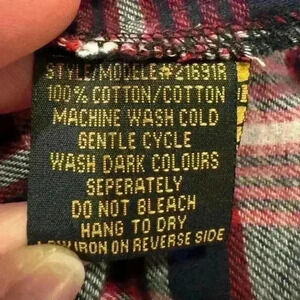 STYLE/MODELE#21691R
100% COTTON/COTTON
MACHINE WASH COLD
GENTLE CYCLE
WASH DARK COLOURS
SEPERATELY
DO NOT BLEACH
HANG TO DRY
IRON ON REVERSE SIDE